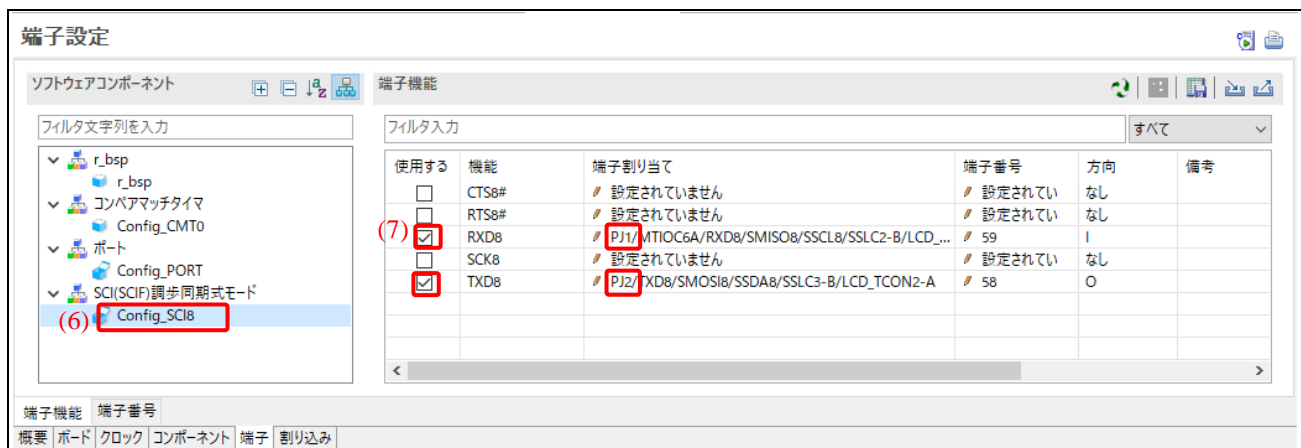 端子設定
ソフトウェアコンポーネント
端子機能
フィルタ文字列を入力
フィルタ入力
すべて
r_bsp
r_bsp
コンペアマッチタイマ
Config_CMT0
ポート
Config_PORT
SCI(SCIF)調歩同期式モード
(6) Config_SCI8
使用する 機能 端子割り当て 端子番号 方向 備考
CTS8# 設定されていません 設定されてい なし
RTS8# 設定されていません 設定されてい なし
(7) RXD8 PJ1/MTIOC6A/RXD8/SMISO8/SSCL8/SSLC2-B/LCD_... 59 I
SCK8 設定されていません 設定されてい なし
TXD8 PJ2/TXD8/SMOSI8/SSDA8/SSLC3-B/LCD_TCON2-A 58 O
端子機能 端子番号
概要 ボード クロック コンポーネント 端子 割り込み